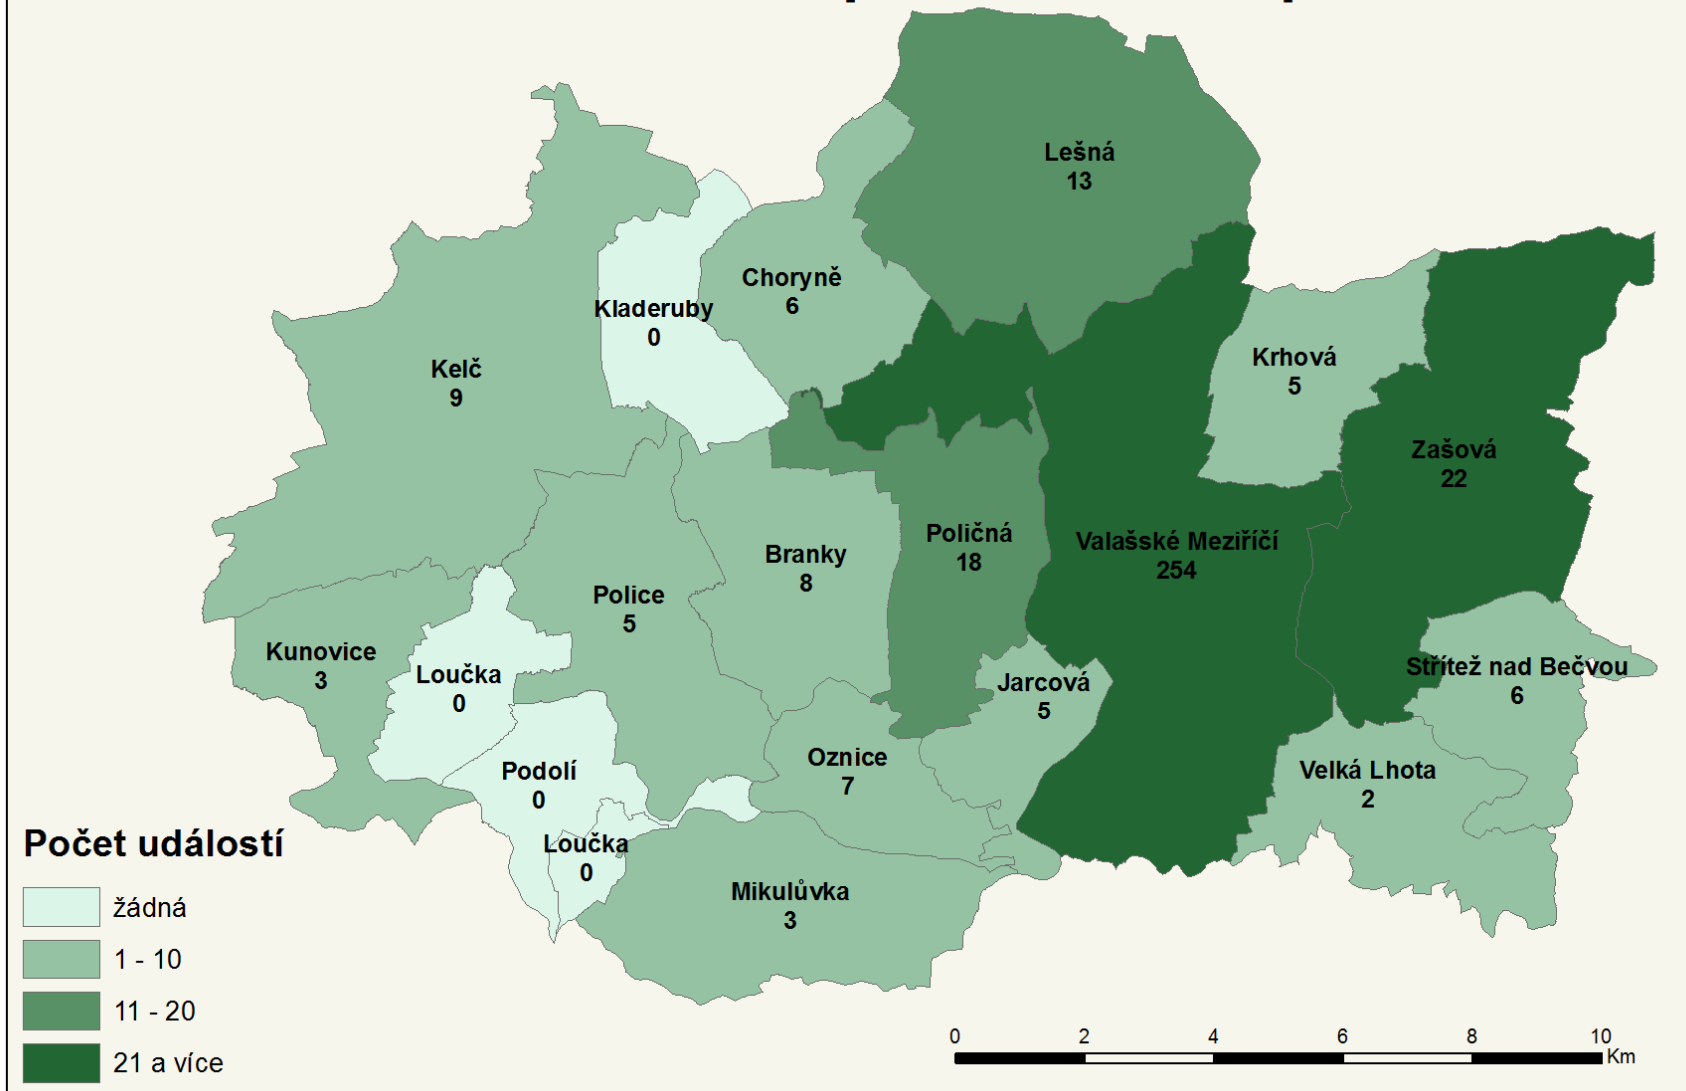 Lešná
13
Choryně
6
Kladeruby
0
Krhová
5
Kelč
9
Zašová
22
Poličná
18
Valašské Meziříčí
254
Branky
8
Police
5
Kunovice
3
Loučka
0
Střítež nad Bečvou
6
Jarcová
5
Oznice
7
Podolí
0
Velká Lhota
2
Loučka
0
Mikulůvka
3
Počet událostí
žádná
1 - 10
11 - 20
21 a více
0 2 4 6 8 10
Km